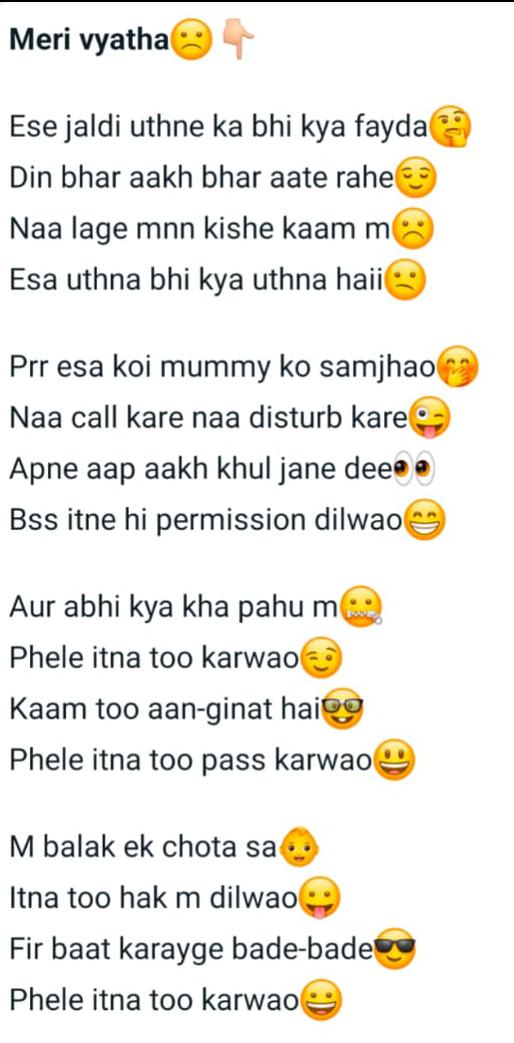 Meri vyatha🙁👇🏻
Ese jaldi uthne ka bhi kya fayda🤔
Din bhar aakh bhar aate rahe😌
Naa lage mnn kishe kaam m☹️
Esa uthna bhi kya uthna haii😕
Prr esa koi mummy ko samjhao🤭
Naa call kare naa disturb kare😜
Apne aap aakh khul jane dee👀
Bss itne hi permission dilwao😁
Aur abhi kya kha pahu m🤐
Phele itna too karwao😉
Kaam too aan-ginat hai🤓
Phele itna too pass karwao😃
M balak ek chota sa👶
Itna too hak m dilwao😛
Fir baat karayge bade-bade😎
Phele itna too karwao😀